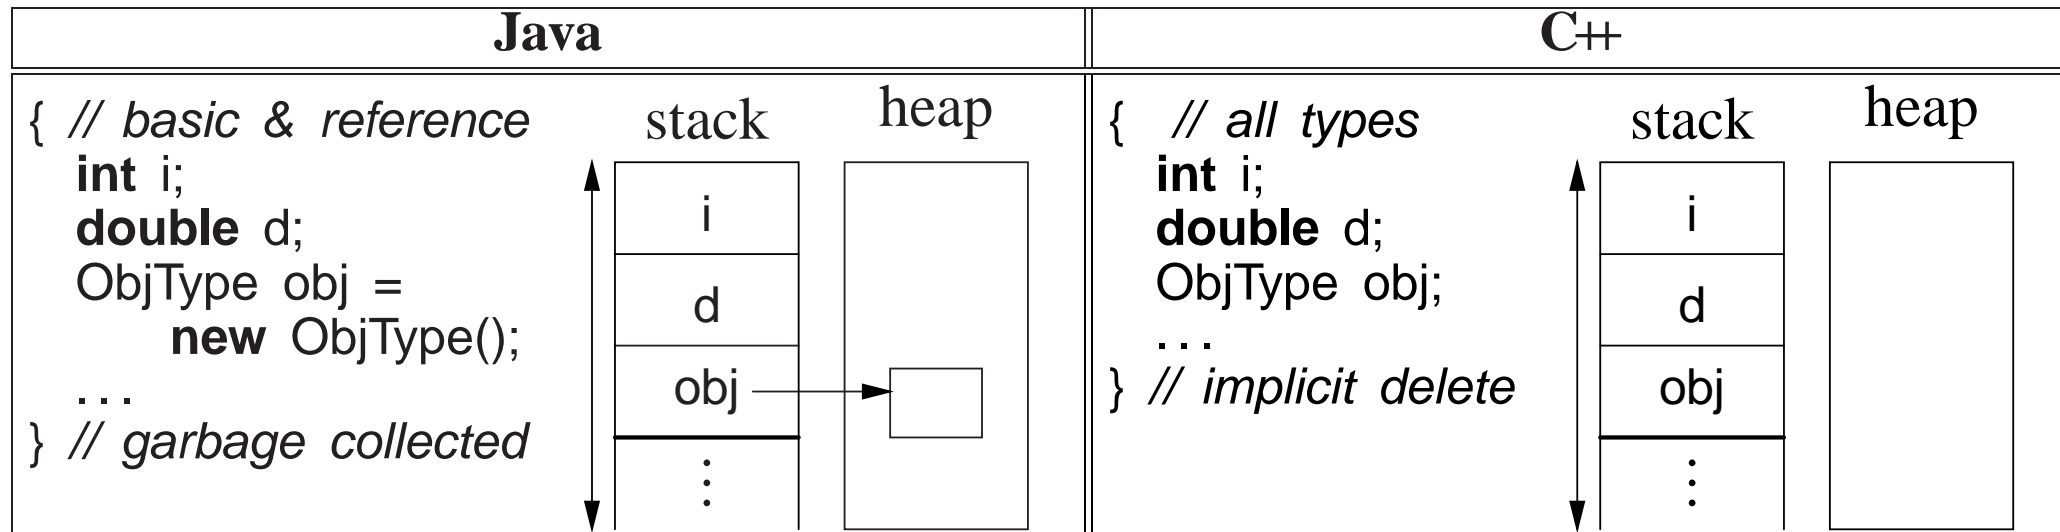 Java
C++
{ // basic & reference
int i;
double d;
ObjType obj =
new ObjType();
. . .
} // garbage collected
stack
heap
i
d
obj
{ // all types
int i;
double d;
ObjType obj;
. . .
} // implicit delete
stack
heap
i
d
obj